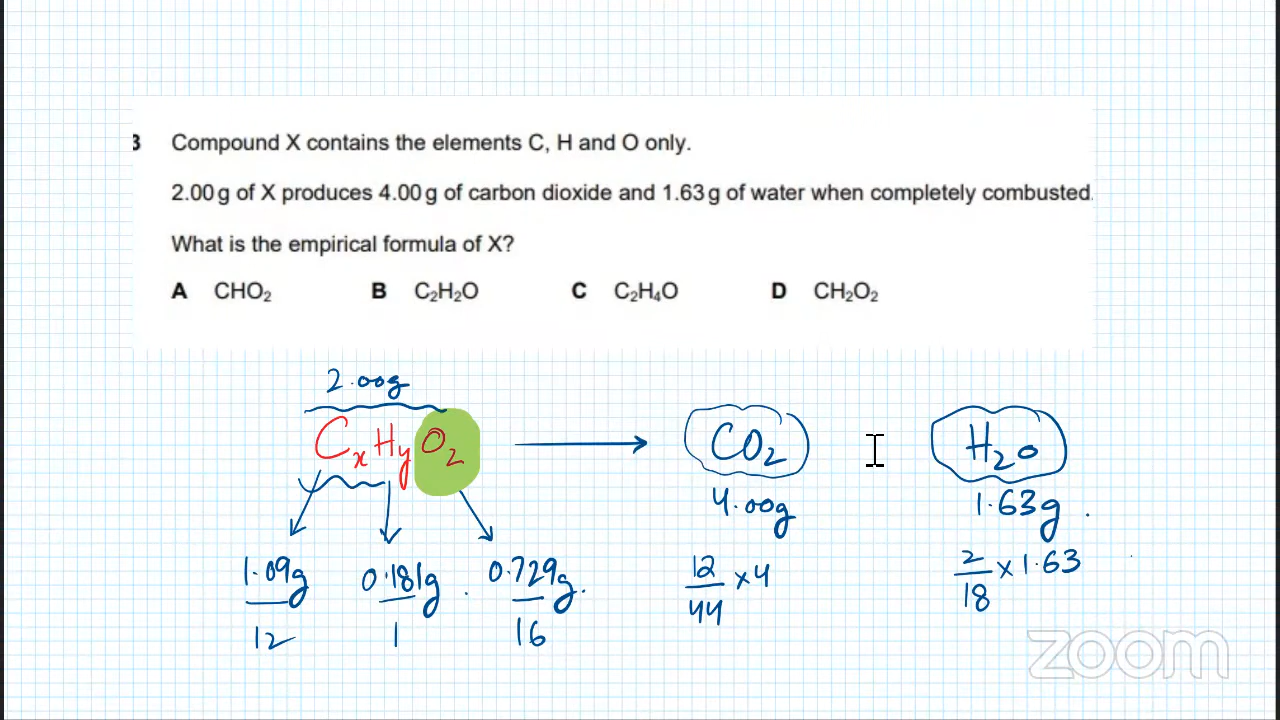 3 Compound X contains the elements C, H and O only.
2.00 g of X produces 4.00 g of carbon dioxide and 1.63 g of water when completely combusted.
What is the empirical formula of X?
A CHO₂ B C₂H₂O C C₂H₄O D CH₂O₂
2.00g
CₓHᵧO₂ → CO₂ H₂O
4.00g 1.63g.
1.09g 0.181g. 0.729g. 12/44 ×4 2/18 ×1.63
12 1 16
zoom